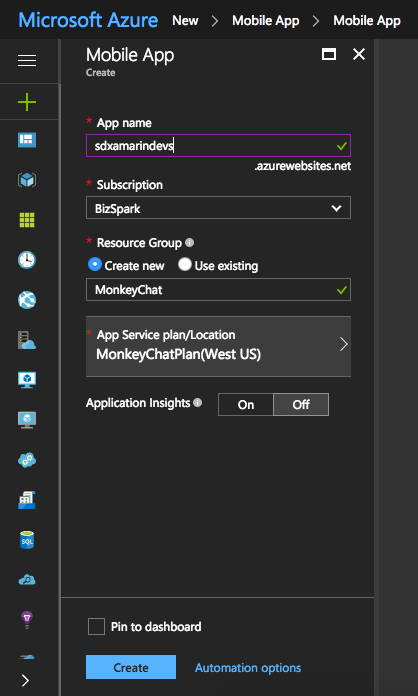 Microsoft Azure New > Mobile App > Mobile App
Mobile App
Create
* App name
sdxamarindevs
.azurewebsites.net
* Subscription
BizSpark
* Resource Group
Create new Use existing
MonkeyChat
* App Service plan/Location
MonkeyChatPlan(West US)
Application Insights On Off
SQL
Pin to dashboard
Create Automation options